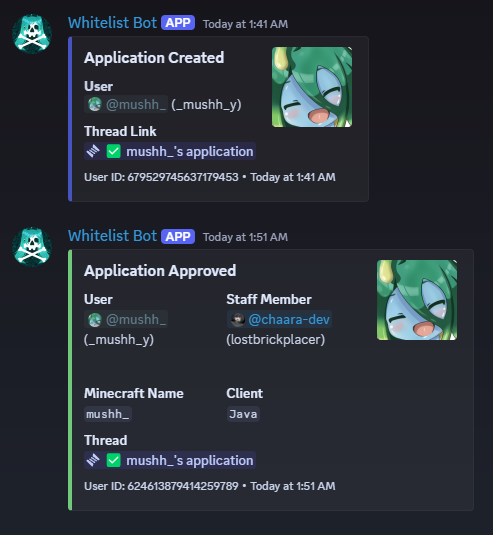 Whitelist Bot APP Today at 1:41 AM
Application Created
User
@mushh_ (_mushh_y)
Thread Link
✅ mushh_'s application
User ID: 679529745637179453 • Today at 1:41 AM
Whitelist Bot APP Today at 1:51 AM
Application Approved
User Staff Member
@mushh_ @chaara-dev
(_mushh_y) (lostbrickplacer)
Minecraft Name Client
mushh_ Java
Thread
✅ mushh_'s application
User ID: 624613879414259789 • Today at 1:51 AM